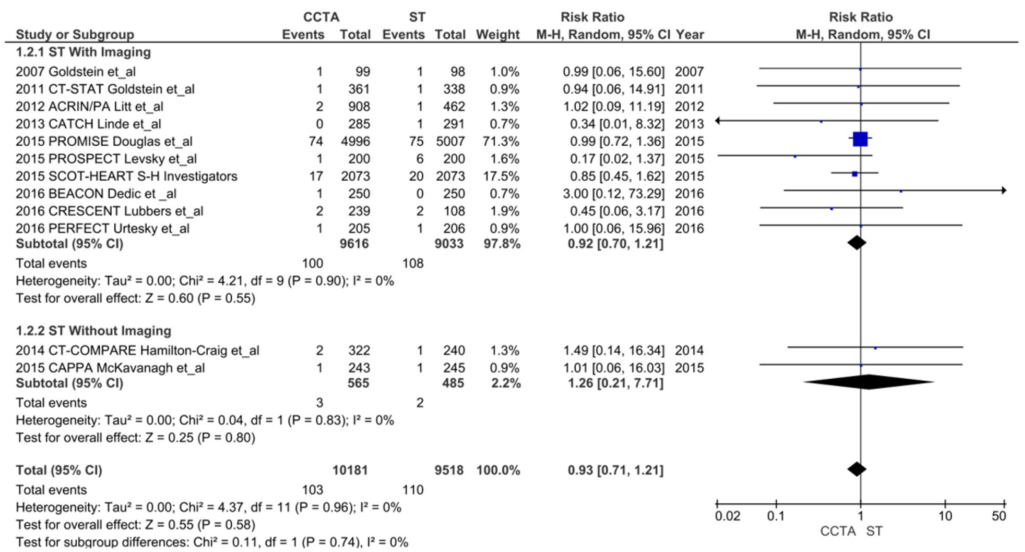 CCTA ST Risk Ratio Risk Ratio
Study or Subgroup Events Total Events Total Weight M-H, Random, 95% CI Year M-H, Random, 95% CI
1.2.1 ST With Imaging
2007 Goldstein et_al 1 99 1 98 1.0% 0.99 [0.06, 15.60] 2007
2011 CT-STAT Goldstein et_al 1 361 1 338 0.9% 0.94 [0.06, 14.91] 2011
2012 ACRIN/PA Litt et_al 2 908 1 462 0.9% 1.02 [0.09, 11.19] 2012
2013 CATCH Linde et_al 0 285 1 291 0.7% 0.34 [0.01, 8.32] 2013
2015 PROMISE Douglas et_al 74 4996 75 5007 71.3% 0.99 [0.72, 1.36] 2015
2015 PROSPECT Levsky et_al 1 200 6 200 1.7% 0.17 [0.02, 1.37] 2015
2015 SCOT-HEART S-H Investigators 17 2073 20 2073 17.5% 0.85 [0.45, 1.62] 2015
2016 BEACON Dedic et _al 1 250 0 250 0.7% 3.00 [0.12, 73.29] 2016
2016 CRESCENT Lubbers et_al 2 239 2 108 1.9% 0.45 [0.06, 3.17] 2016
2016 PERFECT Urtesky et_al 1 205 1 206 1.0% 1.00 [0.06, 15.96] 2016
Subtotal (95% CI) 9616 9033 97.8% 0.92 [0.70, 1.21]
Total events 100 108
Heterogeneity: Tau² = 0.00; Chi² = 4.21, df = 9 (P = 0.90); I² = 0%
Test for overall effect: Z = 0.60 (P = 0.55)
1.2.2 ST Without Imaging
2014 CT-COMPARE Hamilton-Craig et_al 2 322 1 240 1.3% 1.49 [0.14, 16.34] 2014
2015 CAPPA McKavanagh et_al 1 243 1 245 0.9% 1.01 [0.06, 16.03] 2015
Subtotal (95% CI) 565 485 2.2% 1.26 [0.21, 7.71]
Total events 3 2
Heterogeneity: Tau² = 0.00; Chi² = 0.04, df = 1 (P = 0.83); I² = 0%
Test for overall effect: Z = 0.25 (P = 0.80)
Total (95% CI) 10181 9518 100.0% 0.93 [0.71, 1.21]
Total events 103 110
Heterogeneity: Tau² = 0.00; Chi² = 4.37, df = 11 (P = 0.96); I² = 0%
Test for overall effect: Z = 0.55 (P = 0.58)
Test for subgroup differences: Chi² = 0.11, df = 1 (P = 0.74), I² = 0%
0.02 0.1 1 10 50
CCTA ST